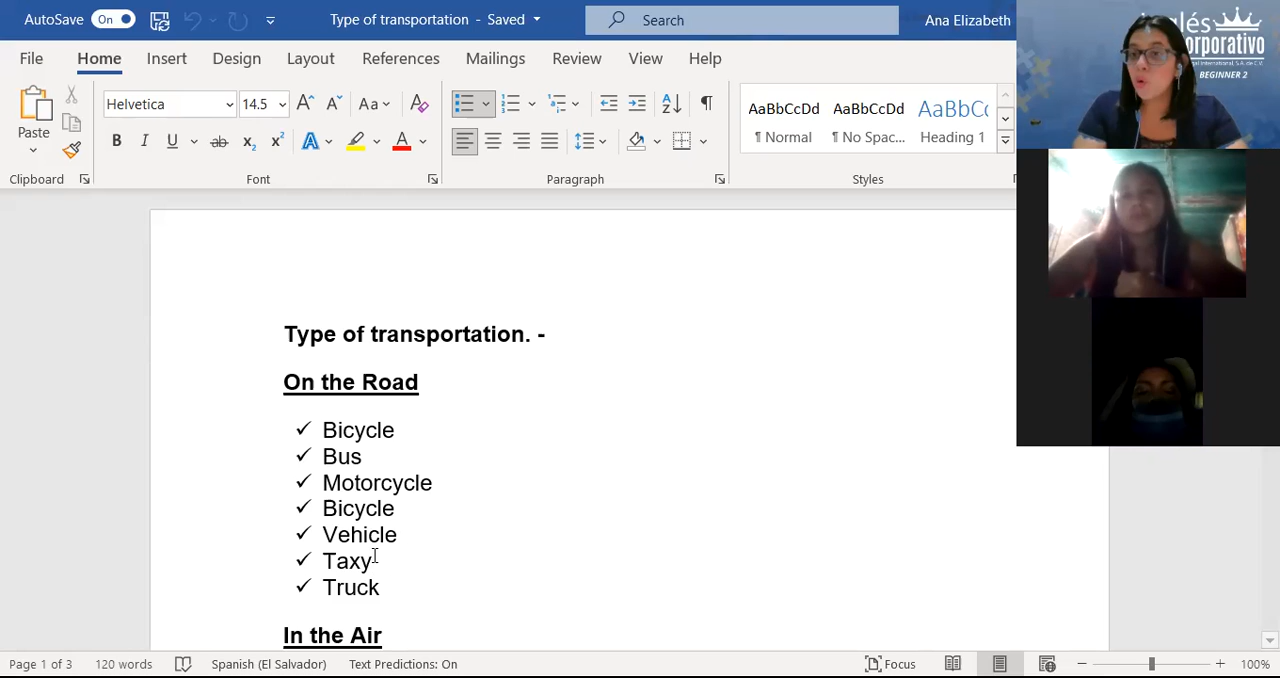 AutoSave On Type of transportation - Saved Search Ana Elizabeth
File Home Insert Design Layout References Mailings Review View Help
Paste
Helvetica 14.5 Aa
AaBbCcDd AaBbCcDd AaBbCc
¶ Normal ¶ No Spac... Heading 1
Clipboard Font Paragraph Styles
BEGINNER 2
Type of transportation. -
On the Road
✓ Bicycle
✓ Bus
✓ Motorcycle
✓ Bicycle
✓ Vehicle
✓ Taxy
✓ Truck
In the Air
Page 1 of 3 120 words Spanish (El Salvador) Text Predictions: On Focus 100%